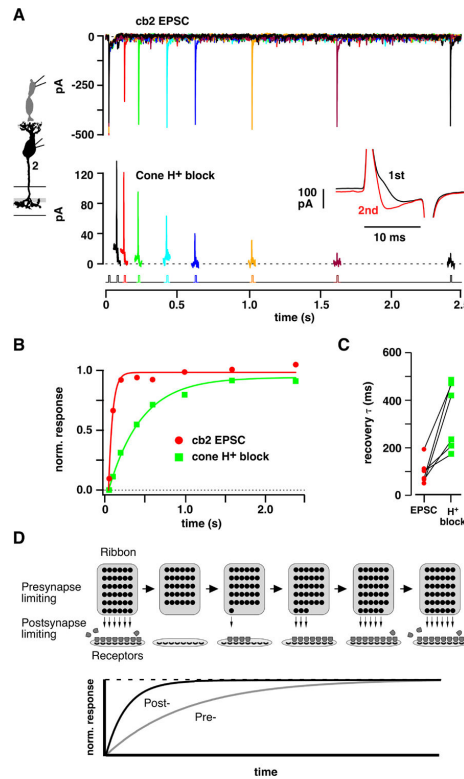 A
cb2 EPSC
0
pA
-250
-500
2
Cone H+ block
120
80
pA
40
0
100
pA
1st
2nd
10 ms
0 0.5 1.0 1.5 2.0 2.5
time (s)
B
C
norm. response
1.0
0.5
0
cb2 EPSC
cone H+ block
0 1.0 2.0
time (s)
recovery τ (ms)
600
400
200
0
EPSC H+
block
D
Ribbon
Presynapse
limiting
Postsynapse
limiting
Receptors
norm. response
Post-
Pre-
time